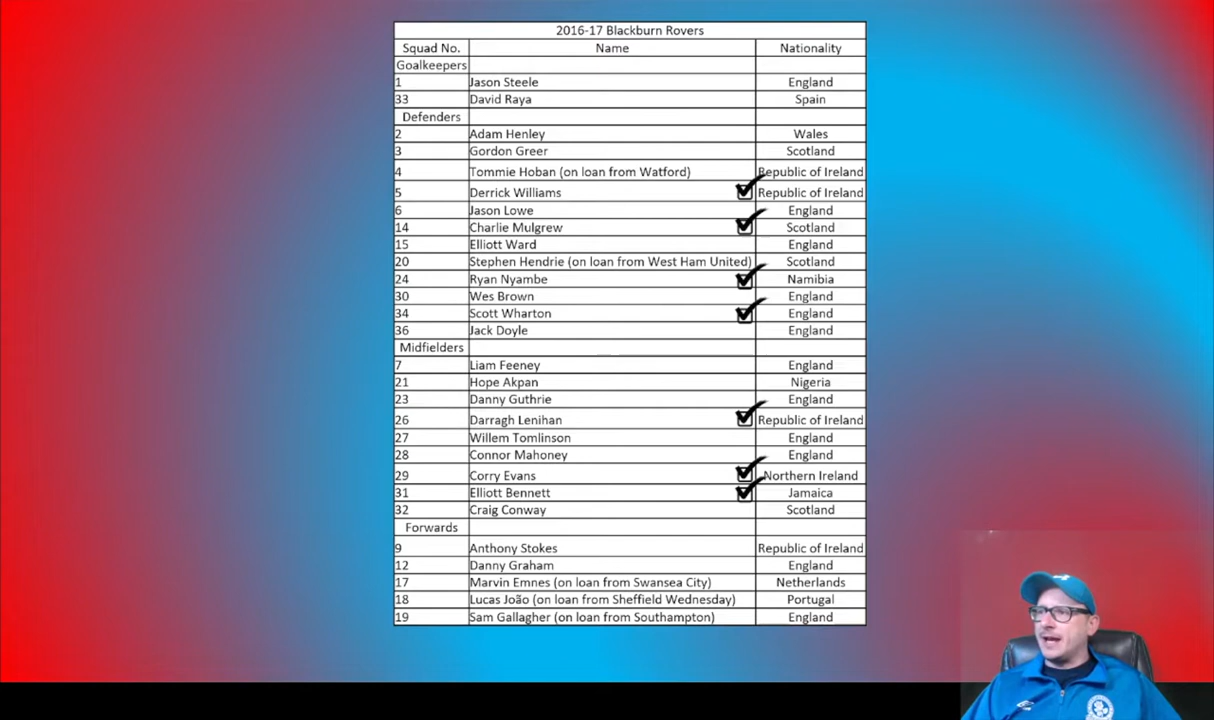 2016-17 Blackburn Rovers
Squad No. Name Nationality
Goalkeepers
1 Jason Steele England
33 David Raya Spain
Defenders
2 Adam Henley Wales
3 Gordon Greer Scotland
4 Tommie Hoban (on loan from Watford) Republic of Ireland
5 Derrick Williams Republic of Ireland
6 Jason Lowe England
14 Charlie Mulgrew Scotland
15 Elliott Ward England
20 Stephen Hendrie (on loan from West Ham United) Scotland
24 Ryan Nyambe Namibia
30 Wes Brown England
34 Scott Wharton England
36 Jack Doyle England
Midfielders
7 Liam Feeney England
21 Hope Akpan Nigeria
23 Danny Guthrie England
26 Darragh Lenihan Republic of Ireland
27 Willem Tomlinson England
28 Connor Mahoney England
29 Corry Evans Northern Ireland
31 Elliott Bennett Jamaica
32 Craig Conway Scotland
Forwards
9 Anthony Stokes Republic of Ireland
12 Danny Graham England
17 Marvin Emnes (on loan from Swansea City) Netherlands
18 Lucas João (on loan from Sheffield Wednesday) Portugal
19 Sam Gallagher (on loan from Southampton) England